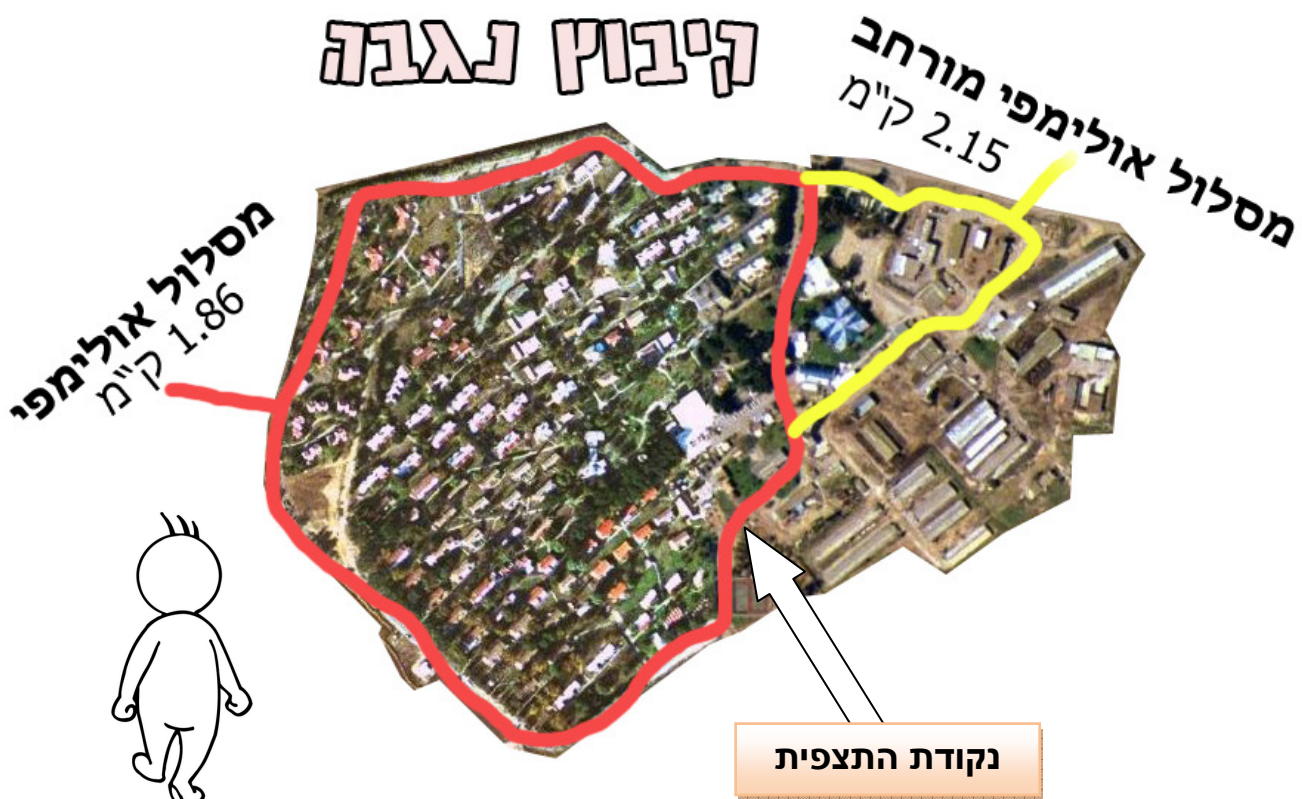 קיבוץ נגבה
מסלול אולימפי מורחב
2.15 ק"מ
מסלול אולימפי
1.86 ק"מ
נקודת התצפית